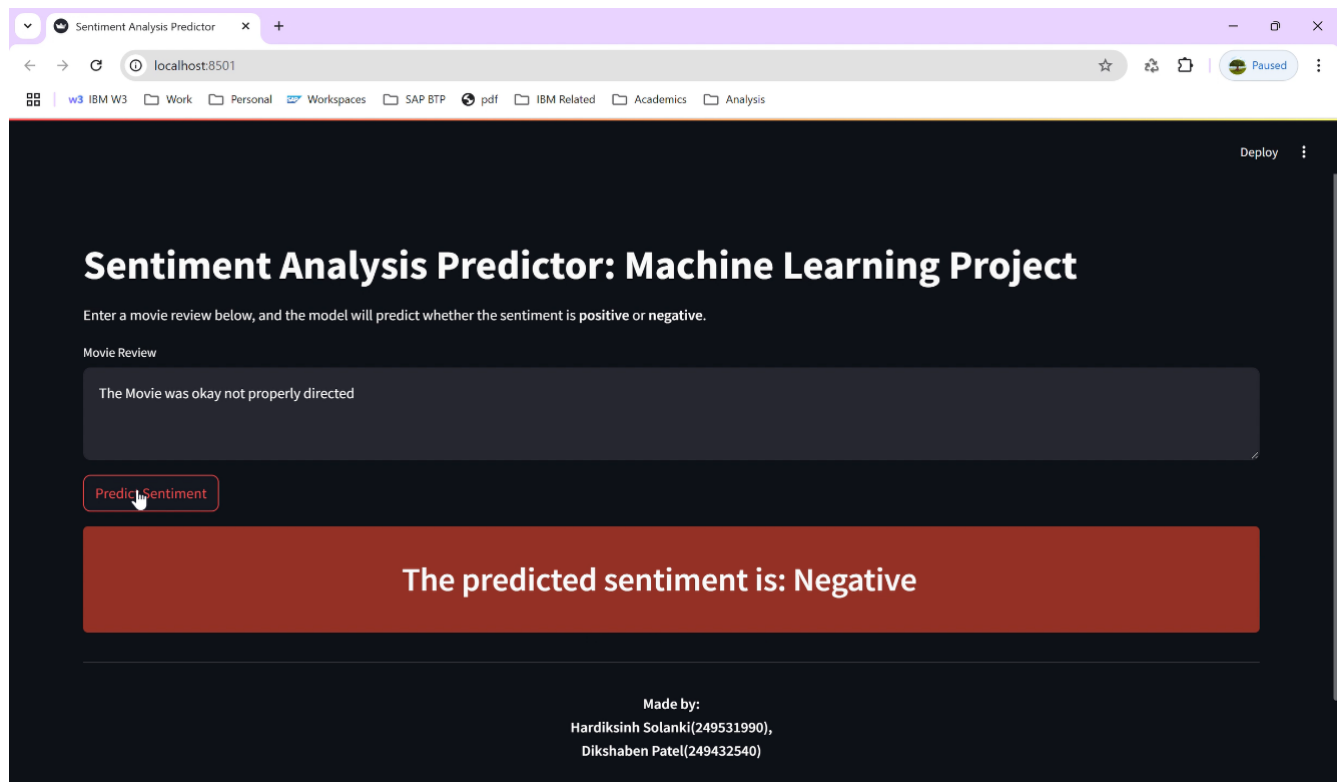 Sentiment Analysis Predictor
localhost:8501
Paused
w3 IBM W3 Work Personal Workspaces SAP BTP pdf IBM Related Academics Analysis
Deploy
Sentiment Analysis Predictor: Machine Learning Project
Enter a movie review below, and the model will predict whether the sentiment is positive or negative.
Movie Review
The Movie was okay not properly directed
Predict Sentiment
The predicted sentiment is: Negative
Made by:
Hardiksinh Solanki(249531990),
Dikshaben Patel(249432540)